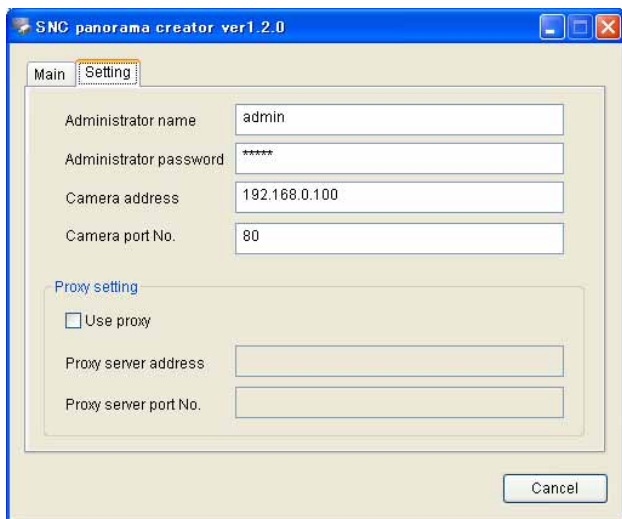 SNC panorama creator ver1.2.0
Main Setting
Administrator name admin
Administrator password *****
Camera address 192.168.0.100
Camera port No. 80
Proxy setting
Use proxy
Proxy server address
Proxy server port No.
Cancel